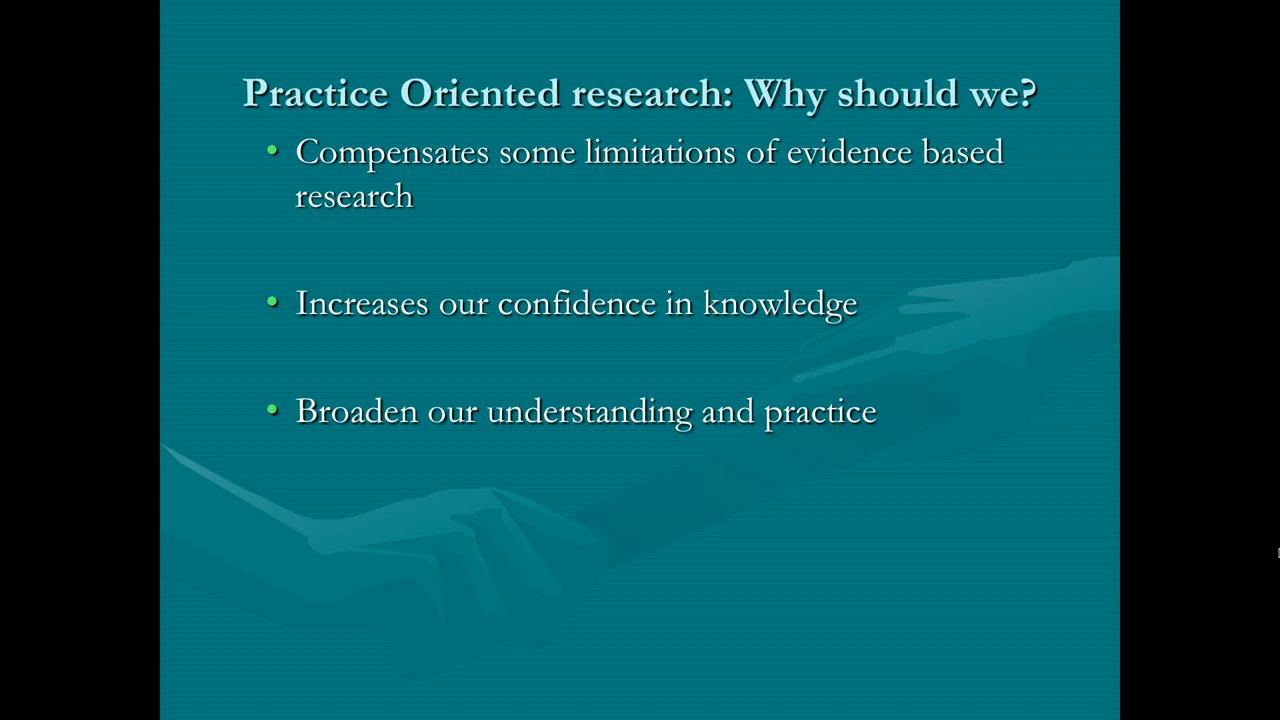 Practice Oriented research: Why should we?
• Compensates some limitations of evidence based
research
• Increases our confidence in knowledge
• Broaden our understanding and practice